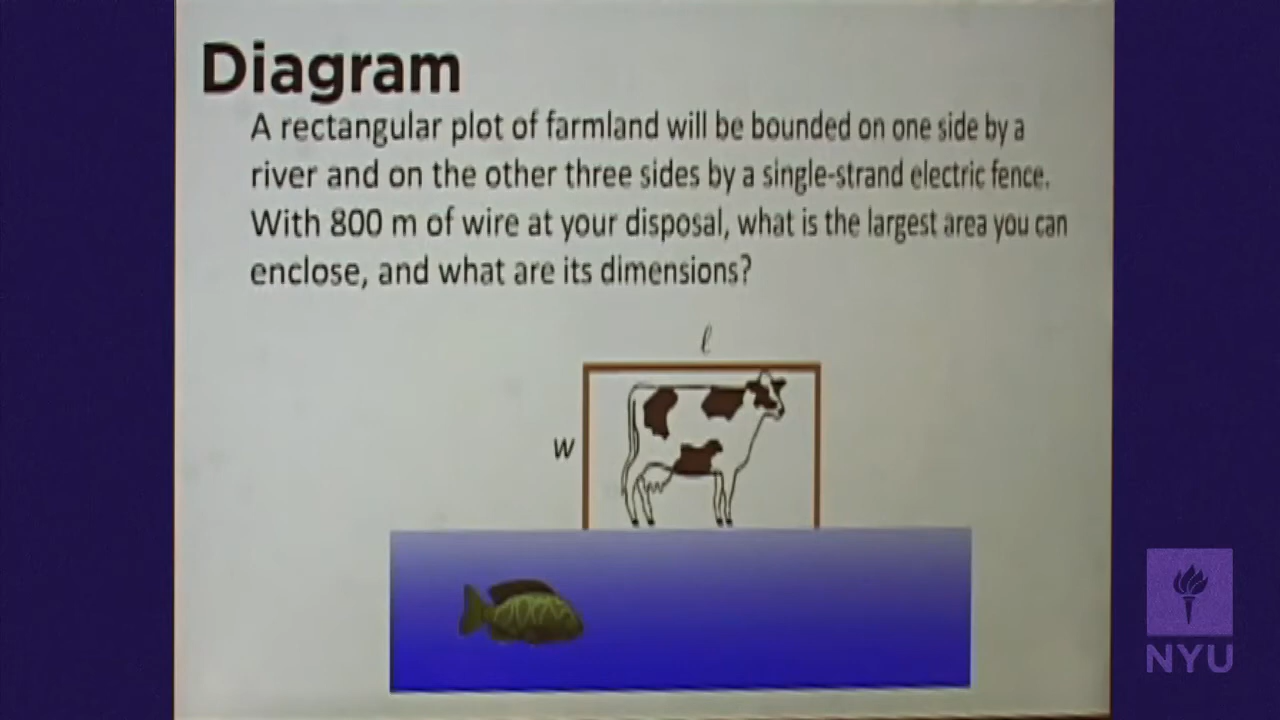 Diagram
A rectangular plot of farmland will be bounded on one side by a
river and on the other three sides by a single-strand electric fence.
With 800 m of wire at your disposal, what is the largest area you can
enclose, and what are its dimensions?
ℓ
w
NYU